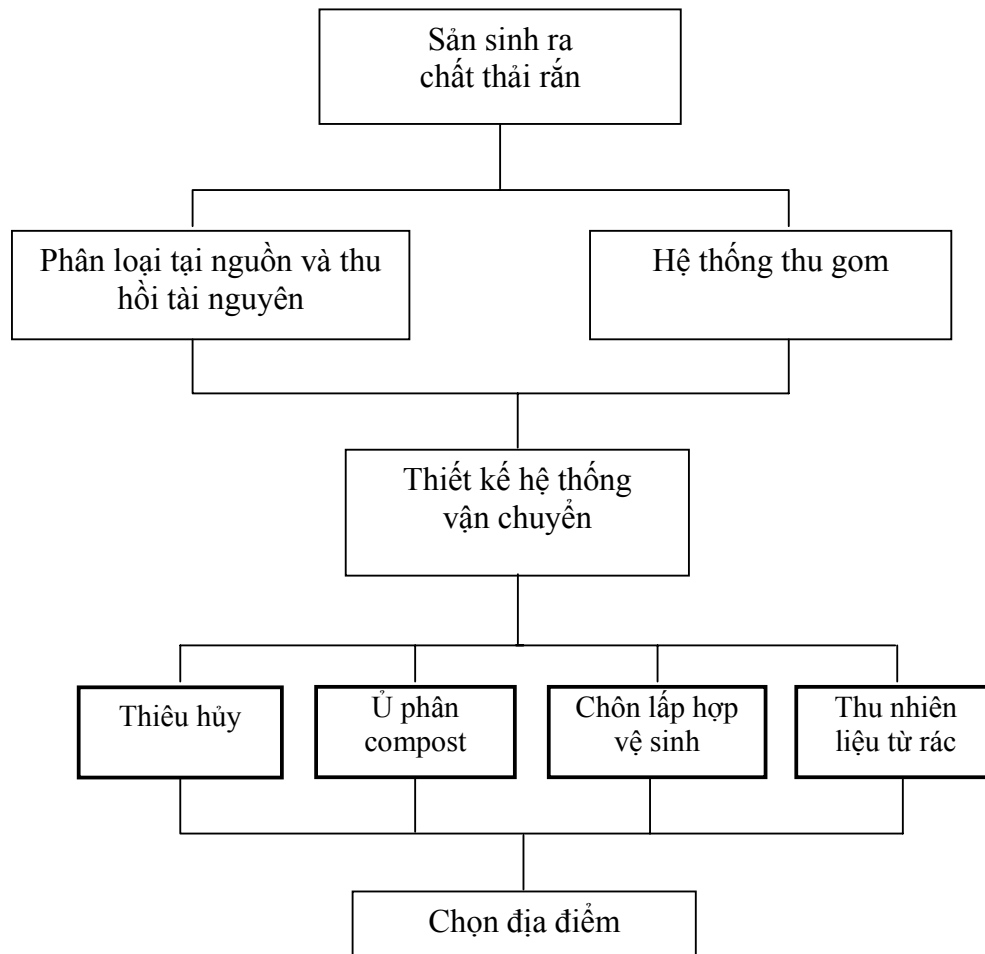 Sản sinh ra
chất thải rắn
Phân loại tại nguồn và thu
hồi tài nguyên
Hệ thống thu gom
Thiết kế hệ thống
vận chuyển
Thiêu hủy
Ủ phân
compost
Chôn lấp hợp
vệ sinh
Thu nhiên
liệu từ rác
Chọn địa điểm